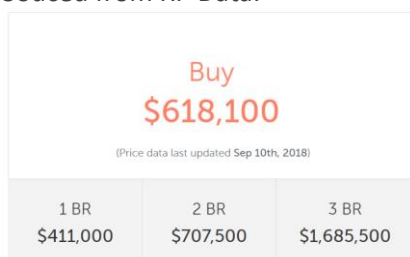 Buy
$618,100
(Price data last updated Sep 10th, 2018)
1 BR 2 BR 3 BR
$411,000 $707,500 $1,685,500